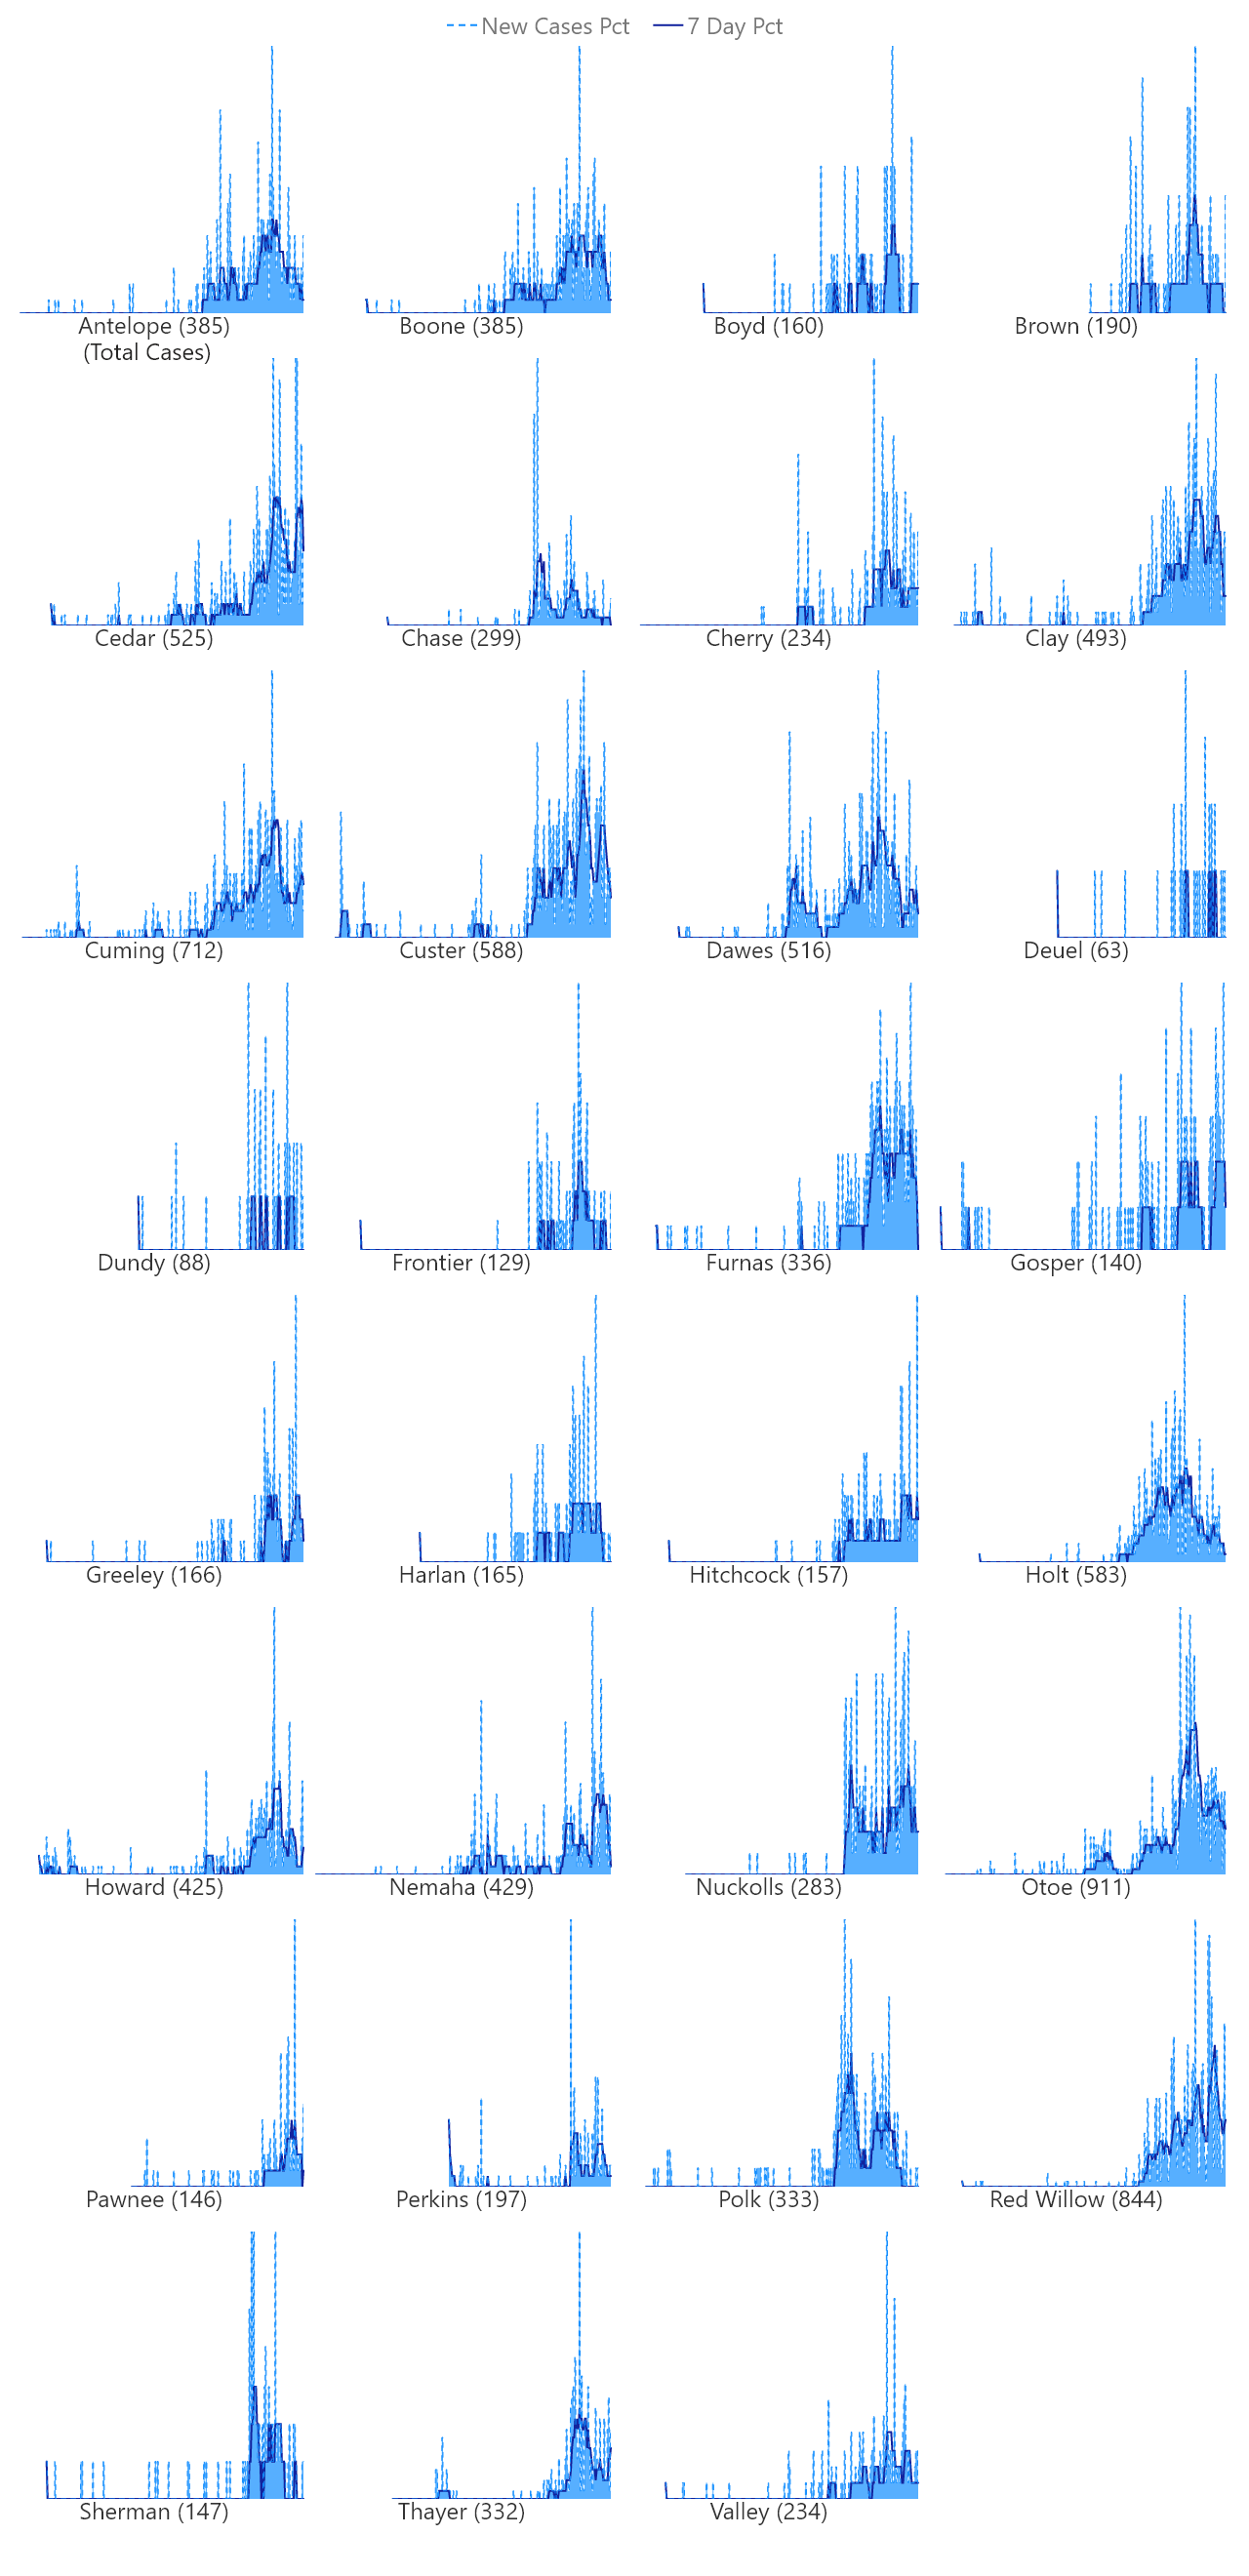 New Cases Pct 7 Day Pct
Antelope (385) Boone (385) Boyd (160) Brown (190)
(Total Cases)
Cedar (525) Chase (299) Cherry (234) Clay (493)
Cuming (712) Custer (588) Dawes (516) Deuel (63)
Dundy (88) Frontier (129) Furnas (336) Gosper (140)
Greeley (166) Harlan (165) Hitchcock (157) Holt (583)
Howard (425) Nemaha (429) Nuckolls (283) Otoe (911)
Pawnee (146) Perkins (197) Polk (333) Red Willow (844)
Sherman (147) Thayer (332) Valley (234)